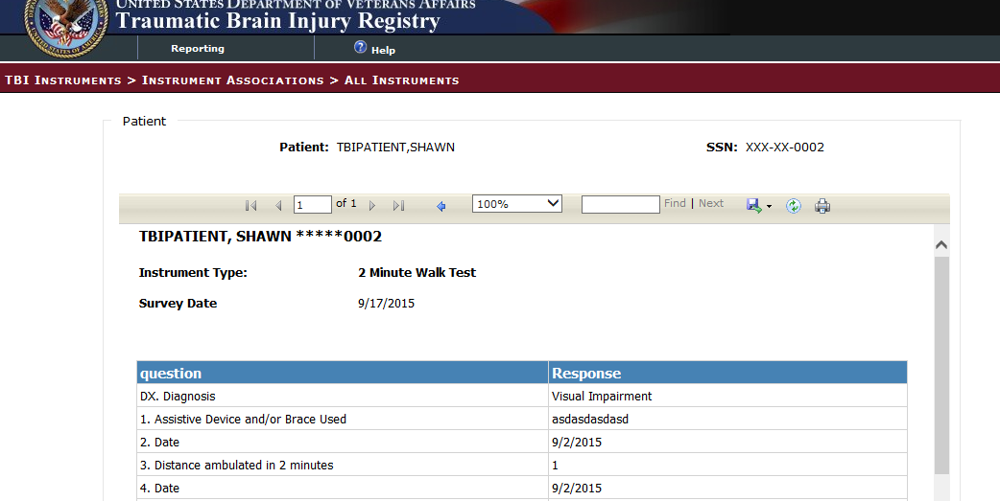 UNITED STATES DEPARTMENT OF VETERANS AFFAIRS
Traumatic Brain Injury Registry
Reporting
? Help
TBI INSTRUMENTS > INSTRUMENT ASSOCIATIONS > ALL INSTRUMENTS
Patient
Patient: TBIPATIENT,SHAWN SSN: XXX-XX-0002
1 of 1 100% Find | Next
TBIPATIENT, SHAWN *****0002
Instrument Type: 2 Minute Walk Test
Survey Date 9/17/2015
question Response
DX. Diagnosis Visual Impairment
1. Assistive Device and/or Brace Used asdasdasdasd
2. Date 9/2/2015
3. Distance ambulated in 2 minutes 1
4. Date 9/2/2015